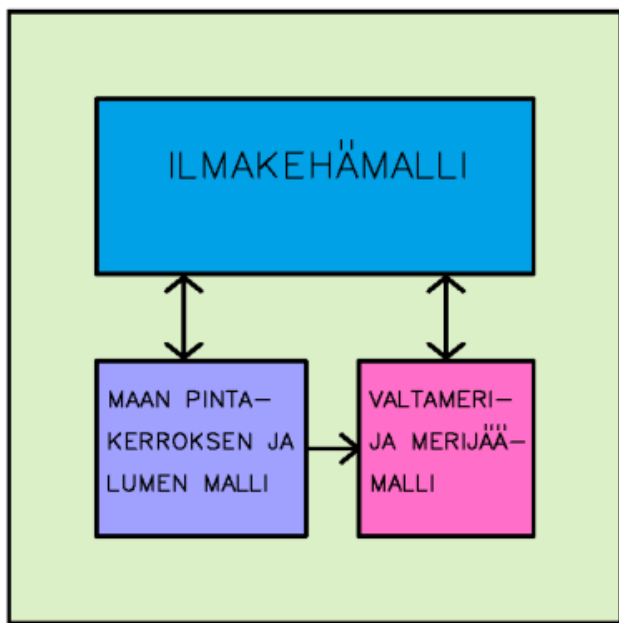 ILMAKEHÄMALLI
MAAN PINTA-
KERROKSEN JA
LUMEN MALLI
VALTAMERI-
JA MERIJÄÄ-
MALLI